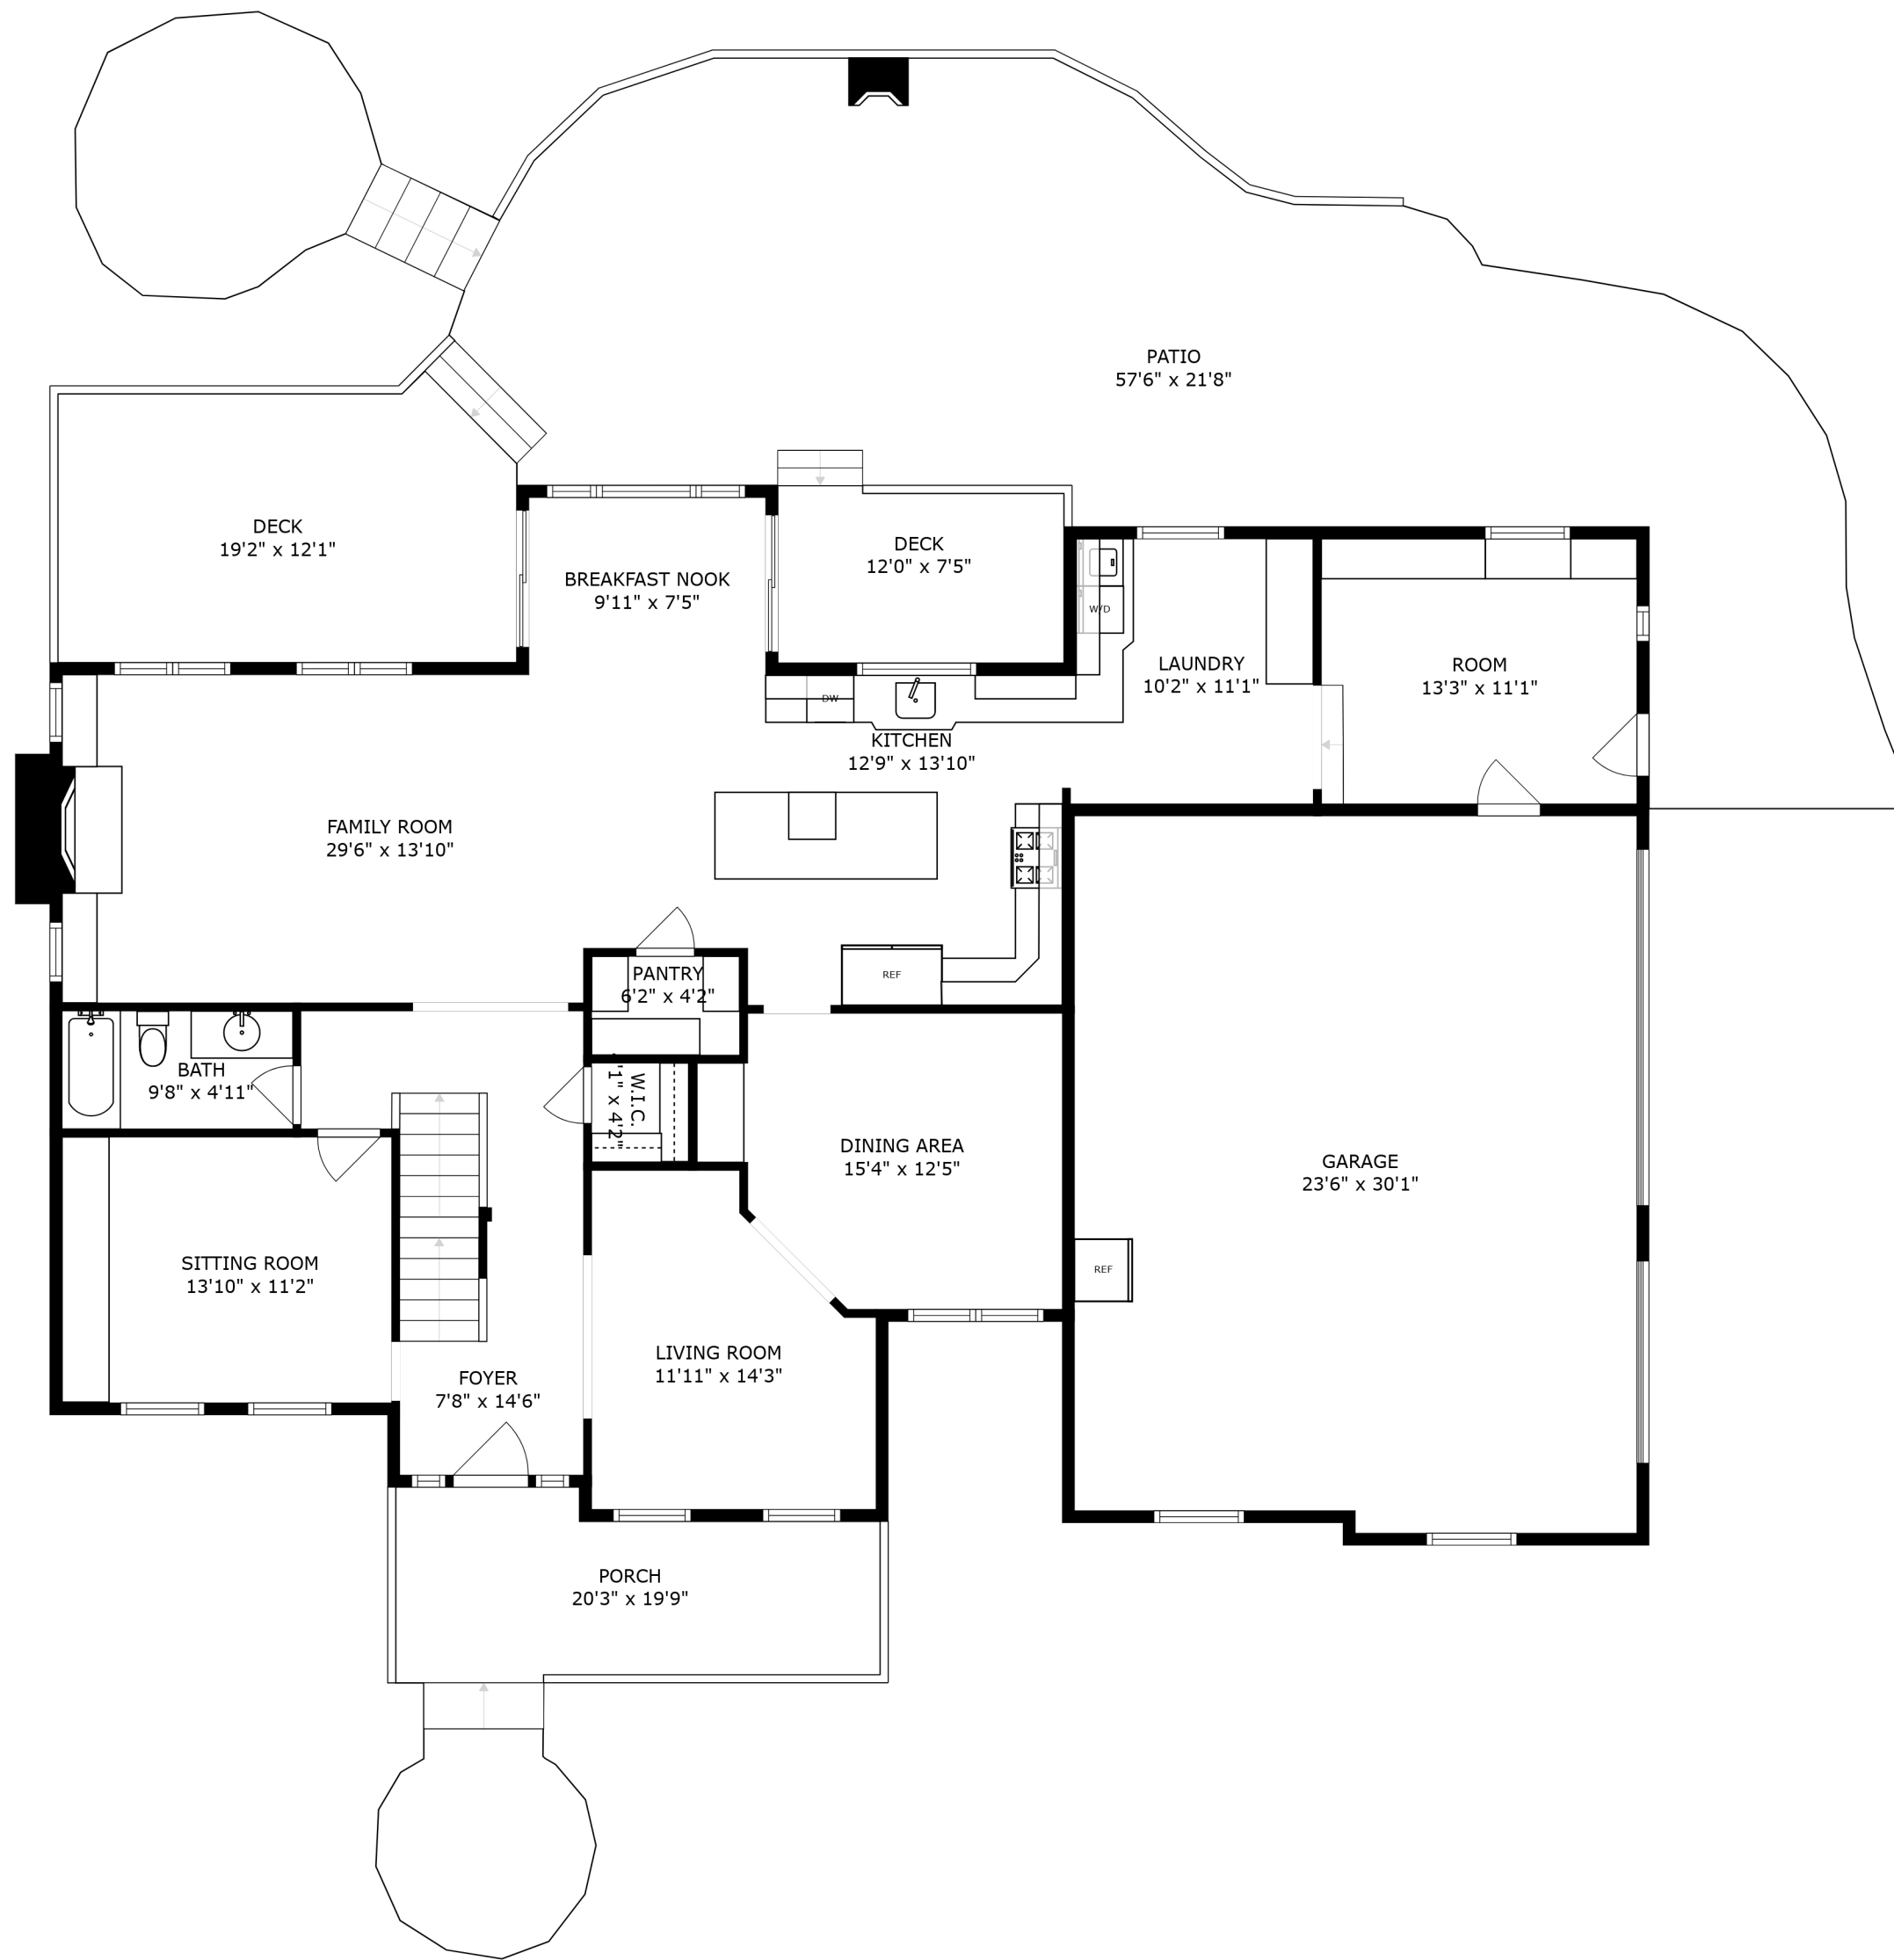 PATIO
57'6" x 21'8"
DECK
19'2" x 12'1"
DECK
12'0" x 7'5"
BREAKFAST NOOK
9'11" x 7'5"
W/D
LAUNDRY
10'2" x 11'1"
ROOM
13'3" x 11'1"
DW
KITCHEN
12'9" x 13'10"
FAMILY ROOM
29'6" x 13'10"
PANTRY
6'2" x 4'2"
REF
BATH
9'8" x 4'11"
W.I.C.
'1" x 4'2"
DINING AREA
15'4" x 12'5"
GARAGE
23'6" x 30'1"
SITTING ROOM
13'10" x 11'2"
REF
LIVING ROOM
11'11" x 14'3"
FOYER
7'8" x 14'6"
PORCH
20'3" x 19'9"